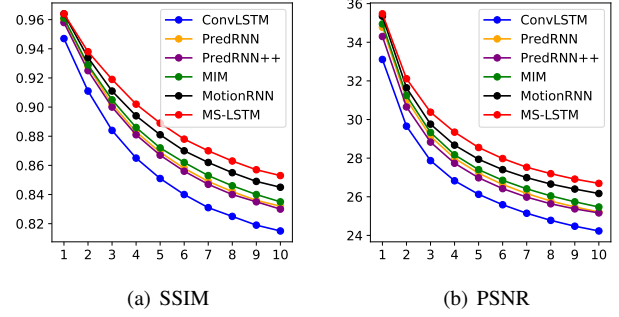 0.96
0.94
0.92
0.90
0.88
0.86
0.84
0.82
1 2 3 4 5 6 7 8 9 10
ConvLSTM
PredRNN
PredRNN++
MIM
MotionRNN
MS-LSTM
(a) SSIM
36
34
32
30
28
26
24
1 2 3 4 5 6 7 8 9 10
ConvLSTM
PredRNN
PredRNN++
MIM
MotionRNN
MS-LSTM
(b) PSNR